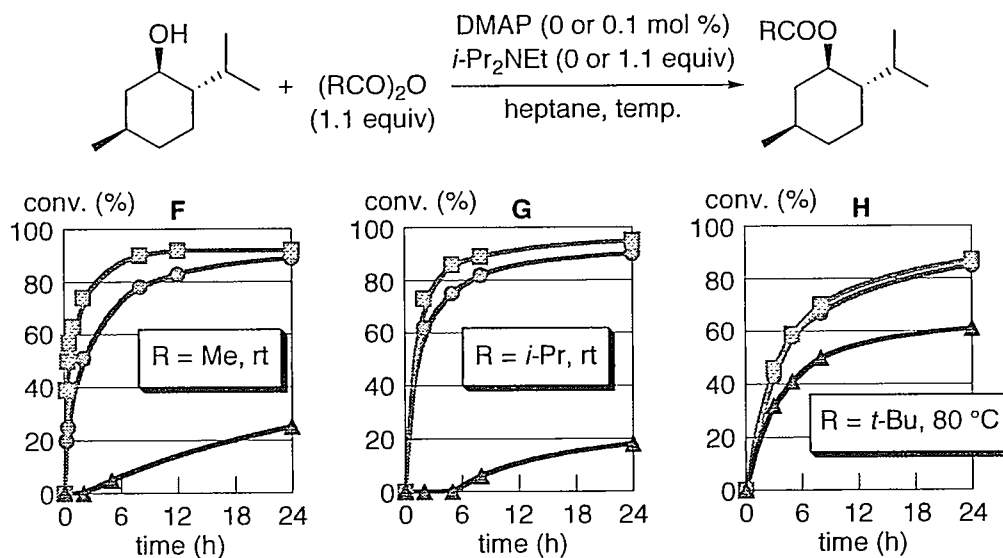 OH
+
(RCO)2O
(1.1 equiv)
DMAP (0 or 0.1 mol %)
i-Pr2NEt (0 or 1.1 equiv)
heptane, temp.
RCOO
conv. (%)
F
100
80
60
40
20
0
R = Me, rt
0 6 12 18 24
time (h)
conv. (%)
G
100
80
60
40
20
0
R = i-Pr, rt
0 6 12 18 24
time (h)
conv. (%)
H
100
80
60
40
20
0
R = t-Bu, 80 °C
0 6 12 18 24
time (h)